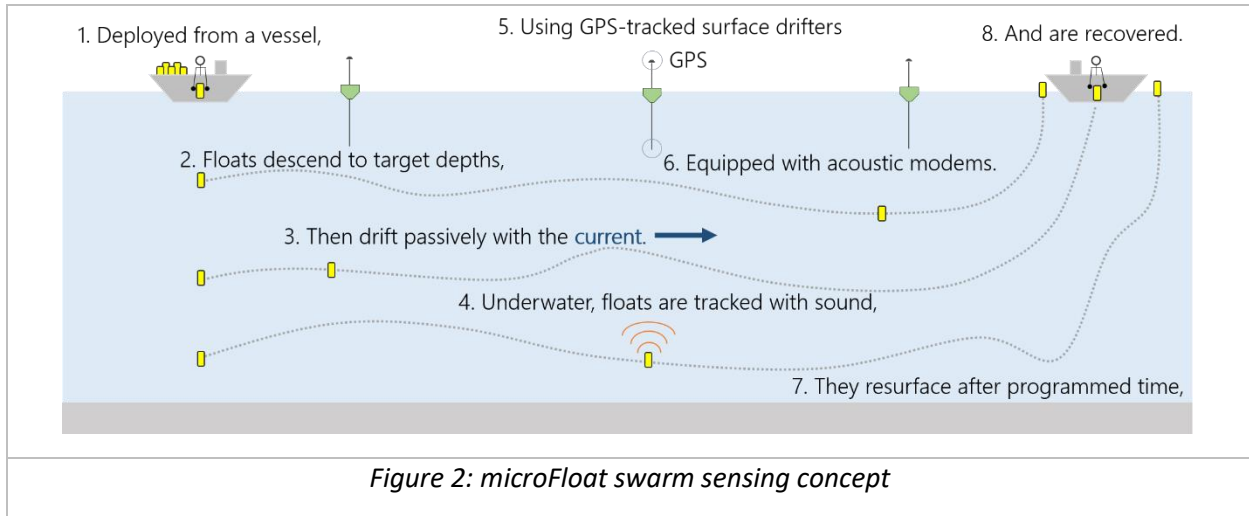 1. Deployed from a vessel,
2. Floats descend to target depths,
3. Then drift passively with the current.
4. Underwater, floats are tracked with sound,
5. Using GPS-tracked surface drifters
GPS
6. Equipped with acoustic modems.
7. They resurface after programmed time,
8. And are recovered.
Figure 2: microFloat swarm sensing concept